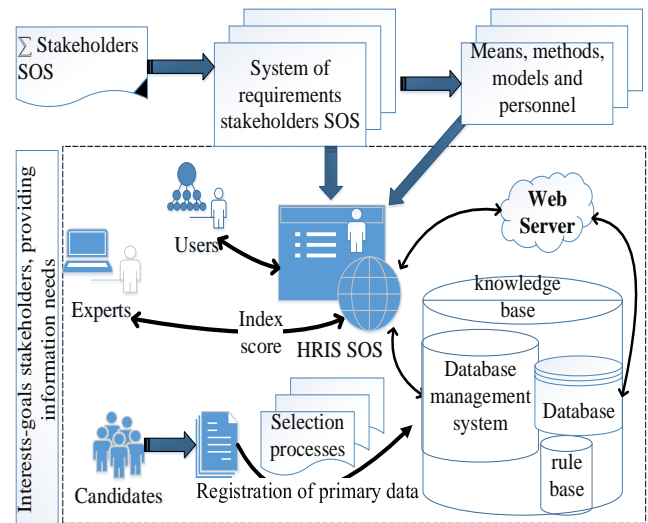 ∑ Stakeholders
SOS
System of
requirements
stakeholders SOS
Means, methods,
models and
personnel
Interests-goals stakeholders, providing
information needs
Users
Experts
Index
score
HRIS SOS
Web
Server
knowledge
base
Database
management
system
Database
rule
base
Selection
processes
Candidates
Registration of primary data